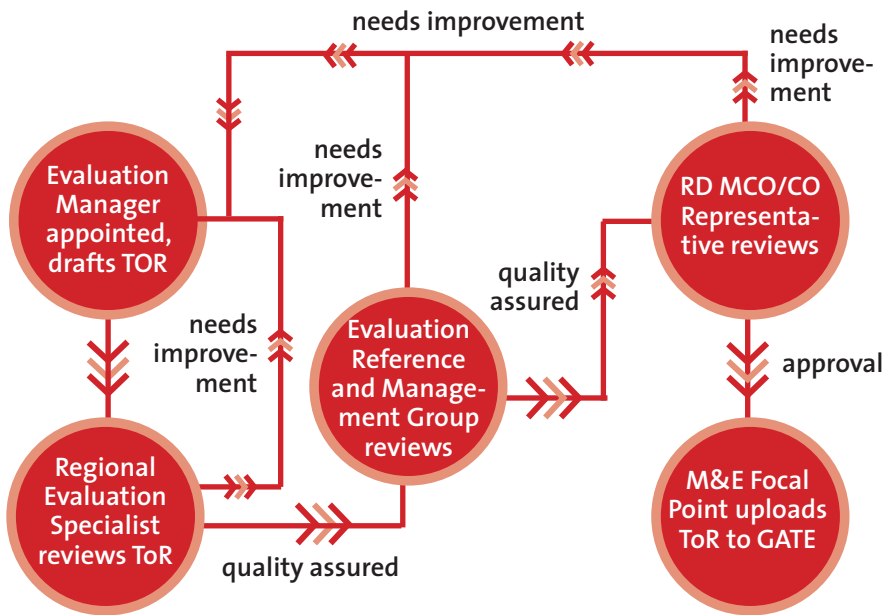 needs improvement
needs
improve-
ment
Evaluation
Manager
appointed,
drafts TOR
needs
improve-
ment
RD MCO/CO
Representa-
tive reviews
quality
assured
needs
improve-
ment
Evaluation
Reference
and Manage-
ment Group
reviews
approval
Regional
Evaluation
Specialist
reviews ToR
M&E Focal
Point uploads
ToR to GATE
quality assured